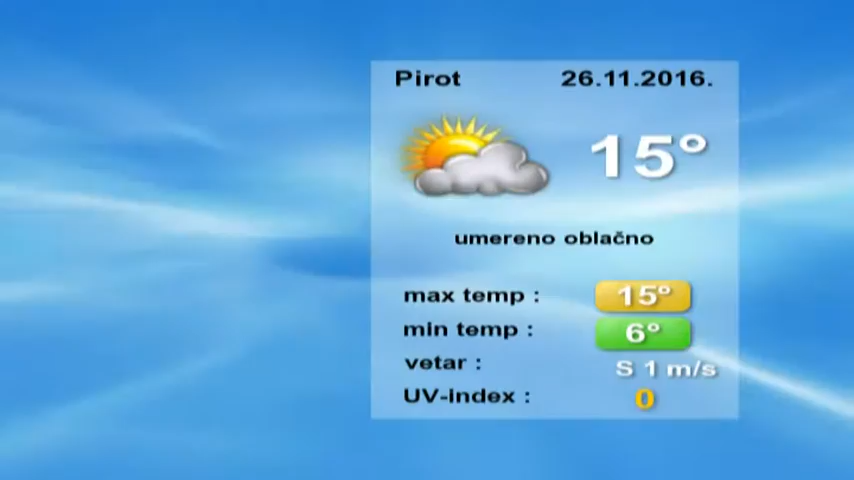 Pirot 26.11.2016.
15°
umereno oblačno
max temp : 15°
min temp : 6°
vetar : S 1 m/s
UV-index : 0